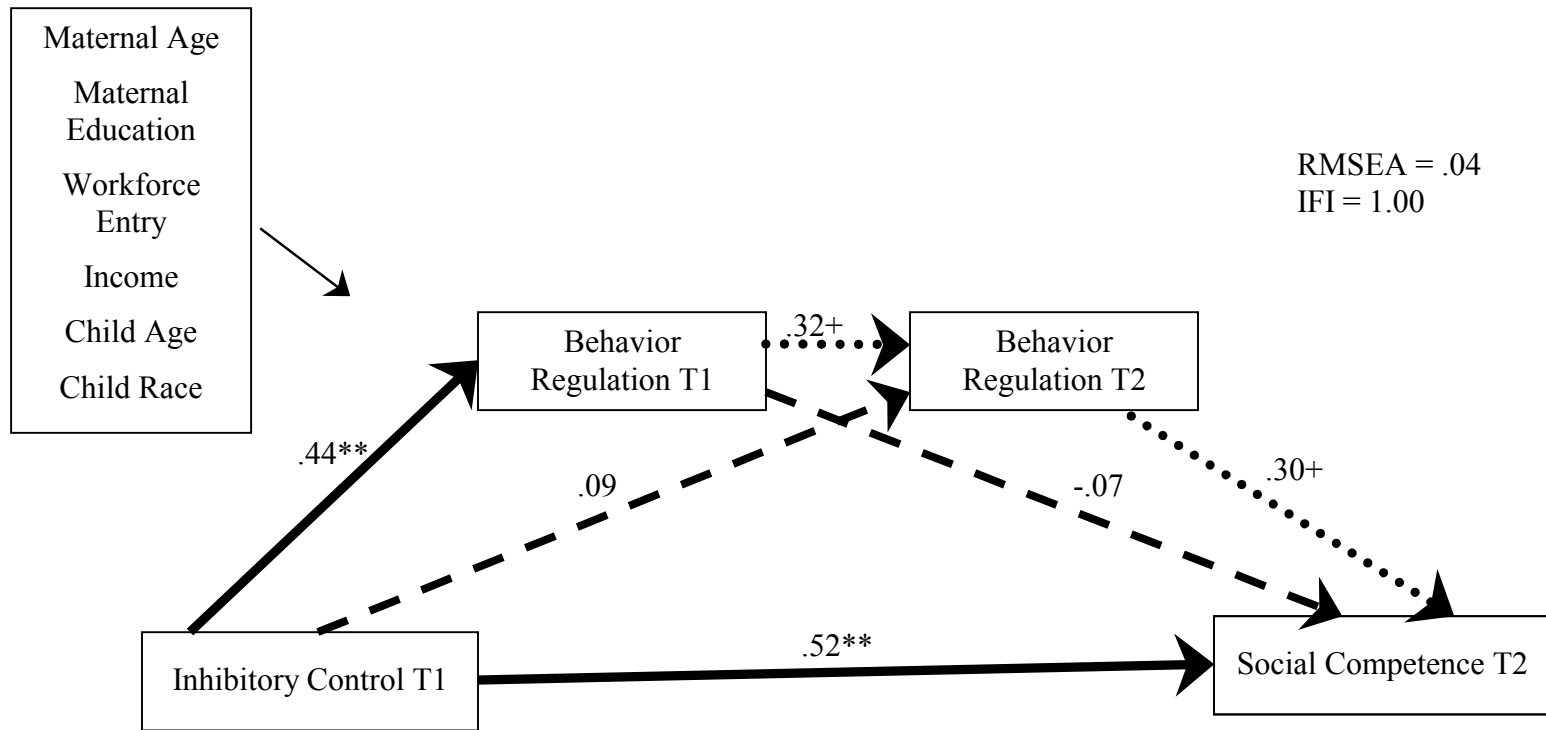 Maternal Age
Maternal
Education
Workforce
Entry
Income
Child Age
Child Race
RMSEA = .04
IFI = 1.00
Behavior
Regulation T1
.32+
Behavior
Regulation T2
.44**
.09
-.07
.30+
.52**
Inhibitory Control T1
Social Competence T2